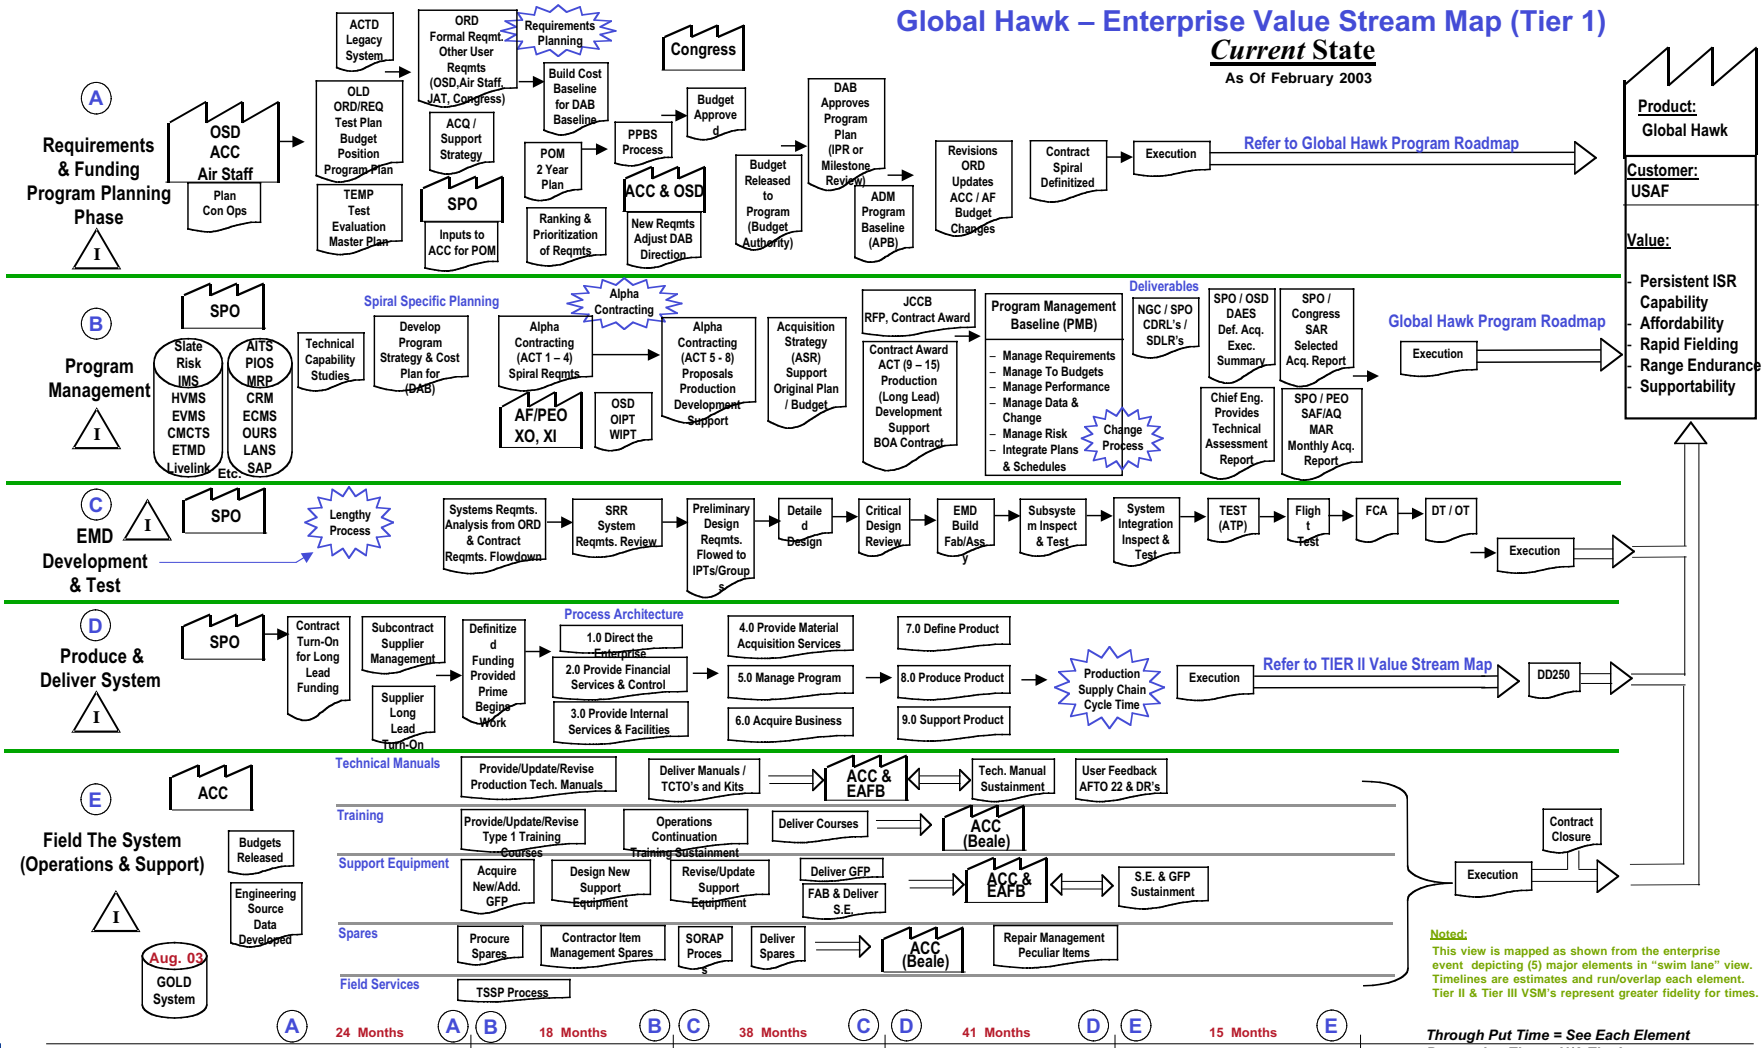 Global Hawk – Enterprise Value Stream Map (Tier 1)
Current State
As Of February 2003
A
Requirements
& Funding
Program Planning
Phase
I
OSD
ACC
Air Staff
Plan
Con Ops
ACTD
Legacy
System
OLD
ORD/REQ
Test Plan
Budget
Position
Program Plan
TEMP
Test
Evaluation
Master Plan
ORD
Formal Reqmt.
Other User
Reqmts
(OSD,Air Staff,
JAT, Congress)
Requirements
Planning
ACQ /
Support
Strategy
SPO
Inputs to
ACC for POM
Build Cost
Baseline
for DAB
Baseline
POM
2 Year
Plan
Ranking &
Prioritization
of Reqmts
Congress
PPBS
Process
ACC & OSD
New Reqmts
Adjust DAB
Direction
Budget
Approve
d
Budget
Released
to
Program
(Budget
Authority)
DAB
Approves
Program
Plan
(IPR or
Milestone
Review)
ADM
Program
Baseline
(APB)
Revisions
ORD
Updates
ACC / AF
Budget
Changes
Contract
Spiral
Definitized
Execution
Refer to Global Hawk Program Roadmap
Product:
Global Hawk
Customer:
USAF
Value:
- Persistent ISR
Capability
- Affordability
- Rapid Fielding
- Range Endurance
- Supportability
B
Program
Management
I
SPO
Slate
Risk
IMS
HVMS
EVMS
CMCTS
ETMD
Livelink
AITS
PIOS
MRP
CRM
ECMS
OURS
LANS
SAP
Etc.
Spiral Specific Planning
Technical
Capability
Studies
Develop
Program
Strategy & Cost
Plan for
(DAB)
Alpha
Contracting
Alpha
Contracting
(ACT 1 – 4)
Spiral Reqmts
AF/PEO
XO, XI
OSD
OIPT
WIPT
Alpha
Contracting
(ACT 5 - 8)
Proposals
Production
Development
Support
Acquisition
Strategy
(ASR)
Support
Original Plan
/ Budget
JCCB
RFP, Contract Award
Contract Award
ACT (9 – 15)
Production
(Long Lead)
Development
Support
BOA Contract
Program Management
Baseline (PMB)
– Manage Requirements
– Manage To Budgets
– Manage Performance
– Manage Data &
Change
– Manage Risk
– Integrate Plans
& Schedules
Change
Process
Deliverables
NGC / SPO
CDRL's /
SDLR's
SPO / OSD
DAES
Def. Acq.
Exec.
Summary
SPO /
Congress
SAR
Selected
Acq. Report
Chief Eng.
Provides
Technical
Assessment
Report
SPO / PEO
SAF/AQ
MAR
Monthly Acq.
Report
Global Hawk Program Roadmap
Execution
C
EMD
Development
& Test
I
SPO
Lengthy
Process
Systems Reqmts.
Analysis from ORD
& Contract
Reqmts. Flowdown
SRR
System
Reqmts. Review
Preliminary
Design
Reqmts.
Flowed to
IPTs/Group
s
Detaile
d
Design
Critical
Design
Review
EMD
Build
Fab/Ass
y
Subsyste
m Inspect
& Test
System
Integration
Inspect &
Test
TEST
(ATP)
Fligh
t
Test
FCA
DT / OT
Execution
D
Produce &
Deliver System
I
SPO
Contract
Turn-On
for Long
Lead
Funding
Subcontract
Supplier
Management
Supplier
Long
Lead
Turn-On
Definitize
d
Funding
Provided
Prime
Begins
Work
Process Architecture
1.0 Direct the
Enterprise
2.0 Provide Financial
Services & Control
3.0 Provide Internal
Services & Facilities
4.0 Provide Material
Acquisition Services
5.0 Manage Program
6.0 Acquire Business
7.0 Define Product
8.0 Produce Product
9.0 Support Product
Production
Supply Chain
Cycle Time
Execution
Refer to TIER II Value Stream Map
DD250
E
Field The System
(Operations & Support)
I
ACC
Budgets
Released
Engineering
Source
Data
Developed
Aug. 03
GOLD
System
Technical Manuals
Provide/Update/Revise
Production Tech. Manuals
Deliver Manuals /
TCTO's and Kits
ACC &
EAFB
Tech. Manual
Sustainment
User Feedback
AFTO 22 & DR's
Training
Provide/Update/Revise
Type 1 Training
Courses
Operations
Continuation
Training Sustainment
Deliver Courses
ACC
(Beale)
Support Equipment
Acquire
New/Add.
GFP
Design New
Support
Equipment
Revise/Update
Support
Equipment
Deliver GFP
FAB & Deliver
S.E.
ACC &
EAFB
S.E. & GFP
Sustainment
Spares
Procure
Spares
Contractor Item
Management Spares
SORAP
Proces
s
Deliver
Spares
ACC
(Beale)
Repair Management
Peculiar Items
Field Services
TSSP Process
Execution
Contract
Closure
Noted:
This view is mapped as shown from the enterprise
event depicting (5) major elements in “swim lane” view.
Timelines are estimates and run/overlap each element.
Tier II & Tier III VSM's represent greater fidelity for times.
A 24 Months A B 18 Months B C 38 Months C D 41 Months D E 15 Months E
Through Put Time = See Each Element